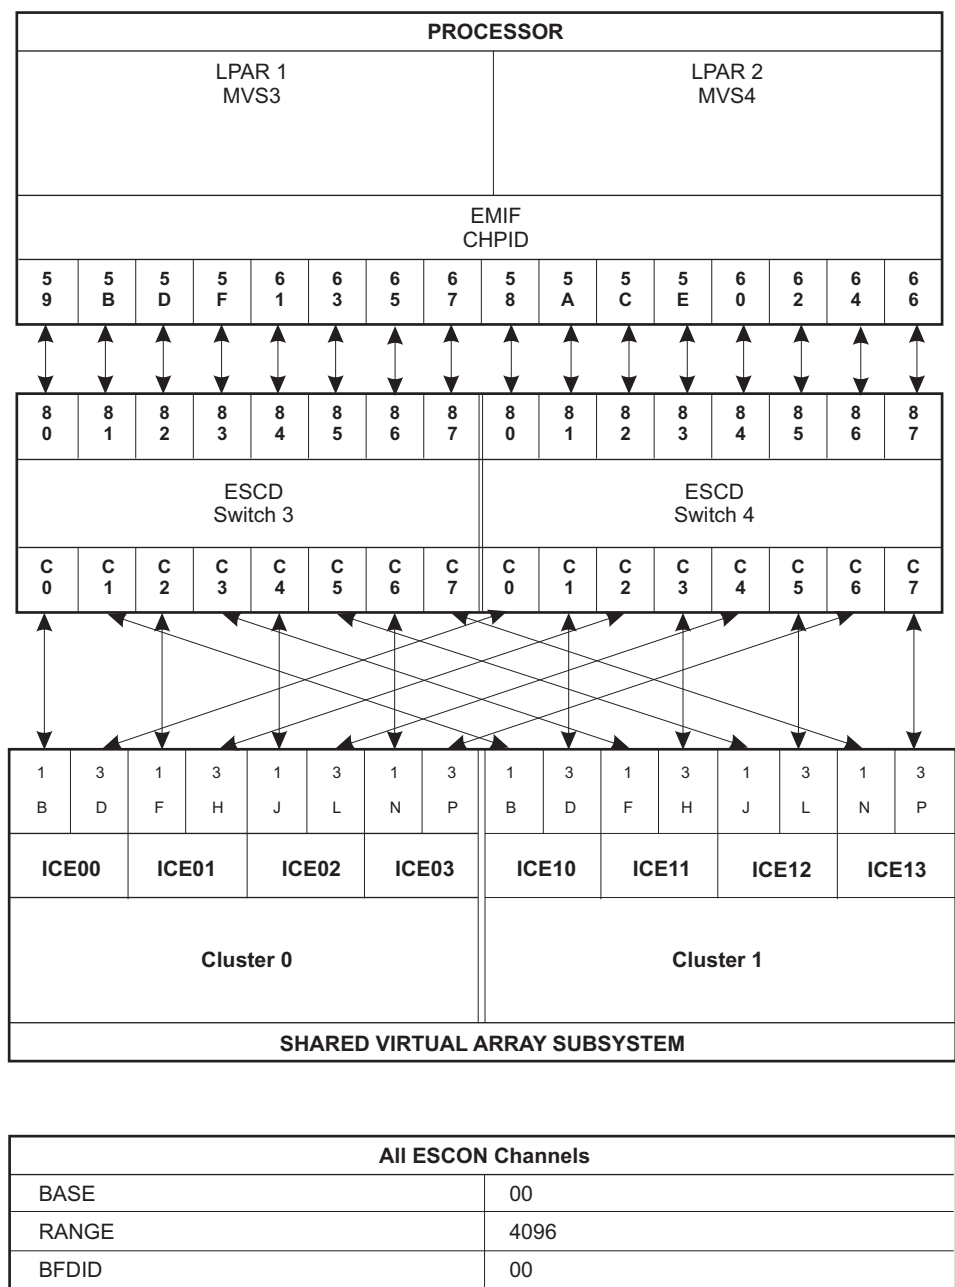 PROCESSOR
LPAR 1 LPAR 2
MVS3 MVS4
EMIF
CHPID
5 5 5 5 6 6 6 6 5 5 5 5 6 6 6 6
9 B D F 1 3 5 7 8 A C E 0 2 4 6
8 8 8 8 8 8 8 8 8 8 8 8 8 8 8 8
0 1 2 3 4 5 6 7 0 1 2 3 4 5 6 7
ESCD ESCD
Switch 3 Switch 4
C C C C C C C C C C C C C C C C
0 1 2 3 4 5 6 7 0 1 2 3 4 5 6 7
1 3 1 3 1 3 1 3 1 3 1 3 1 3 1 3
B D F H J L N P B D F H J L N P
ICE00 ICE01 ICE02 ICE03 ICE10 ICE11 ICE12 ICE13
Cluster 0 Cluster 1
SHARED VIRTUAL ARRAY SUBSYSTEM
All ESCON Channels
BASE 00
RANGE 4096
BFDID 00